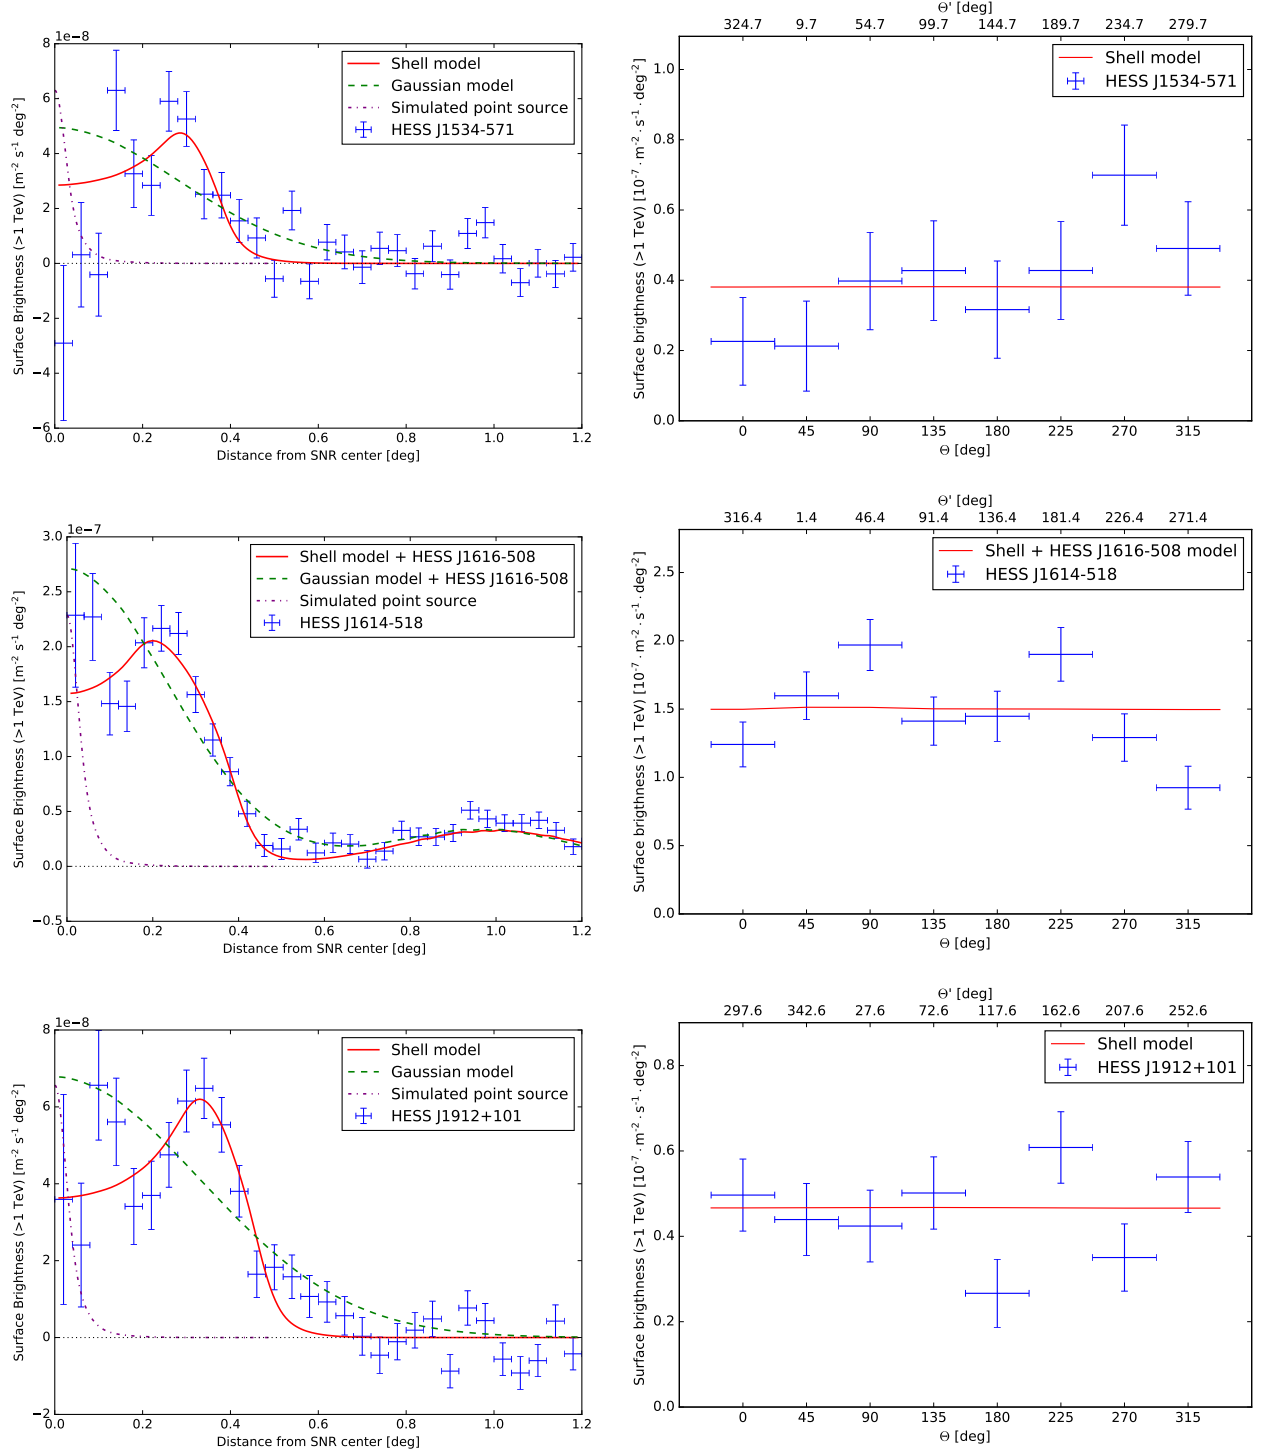 1e−8
8
6
4
2
0
−2
−4
−6
0.0 0.2 0.4 0.6 0.8 1.0 1.2
Distance from SNR center [deg]
Surface Brightness (>1 TeV) [m-2 s-1 deg-2]
Shell model
Gaussian model
Simulated point source
HESS J1534-571
Θ' [deg]
324.7 9.7 54.7 99.7 144.7 189.7 234.7 279.7
1.0
0.8
0.6
0.4
0.2
0.0
0 45 90 135 180 225 270 315
Θ [deg]
Surface brigthness (>1 TeV) [10-7 · m-2 · s-1 · deg-2]
Shell model
HESS J1534-571
1e−7
3.0
2.5
2.0
1.5
1.0
0.5
0.0
−0.5
0.0 0.2 0.4 0.6 0.8 1.0 1.2
Distance from SNR center [deg]
Surface Brightness (>1 TeV) [m-2 s-1 deg-2]
Shell model + HESS J1616-508
Gaussian model + HESS J1616-508
Simulated point source
HESS J1614-518
Θ' [deg]
316.4 1.4 46.4 91.4 136.4 181.4 226.4 271.4
2.5
2.0
1.5
1.0
0.5
0.0
0 45 90 135 180 225 270 315
Θ [deg]
Surface brigthness (>1 TeV) [10-7 · m-2 · s-1 · deg-2]
Shell + HESS J1616-508 model
HESS J1614-518
1e−8
8
6
4
2
0
−2
0.0 0.2 0.4 0.6 0.8 1.0 1.2
Distance from SNR center [deg]
Surface Brightness (>1 TeV) [m-2 s-1 deg-2]
Shell model
Gaussian model
Simulated point source
HESS J1912+101
Θ' [deg]
297.6 342.6 27.6 72.6 117.6 162.6 207.6 252.6
0.8
0.6
0.4
0.2
0.0
0 45 90 135 180 225 270 315
Θ [deg]
Surface brigthness (>1 TeV) [10-7 · m-2 · s-1 · deg-2]
Shell model
HESS J1912+101